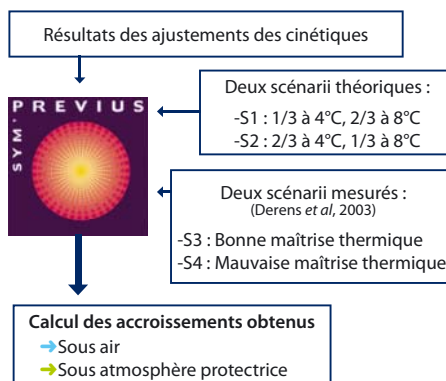 Résultats des ajustements des cinétiques
SYM'
PREVIUS
Deux scénarii théoriques :
-S1 : 1/3 à 4°C, 2/3 à 8°C
-S2 : 2/3 à 4°C, 1/3 à 8°C
Deux scénarii mesurés :
(Derens et al, 2003)
-S3 : Bonne maîtrise thermique
-S4 : Mauvaise maîtrise thermique
Calcul des accroissements obtenus
➔Sous air
➔Sous atmosphère protectrice